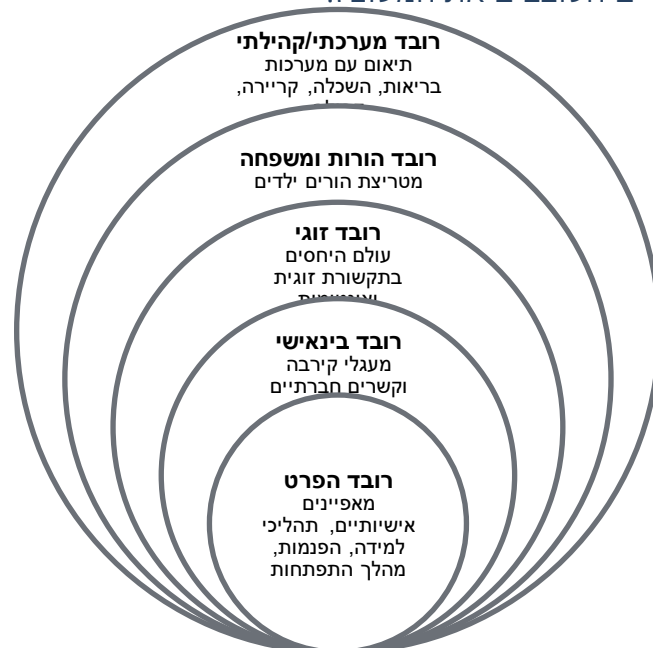 רובד מערכתי/קהילתי
תיאום עם מערכות
בריאות, השכלה, קריירה,
רובד הורות ומשפחה
מטריצת הורים ילדים
רובד זוגי
עולם היחסים
בתקשורת זוגית
רובד בינאישי
מעגלי קירבה
וקשרים חברתיים
רובד הפרט
מאפיינים
אישיותיים, תהליכי
למידה, הפנמות,
מהלך התפתחות